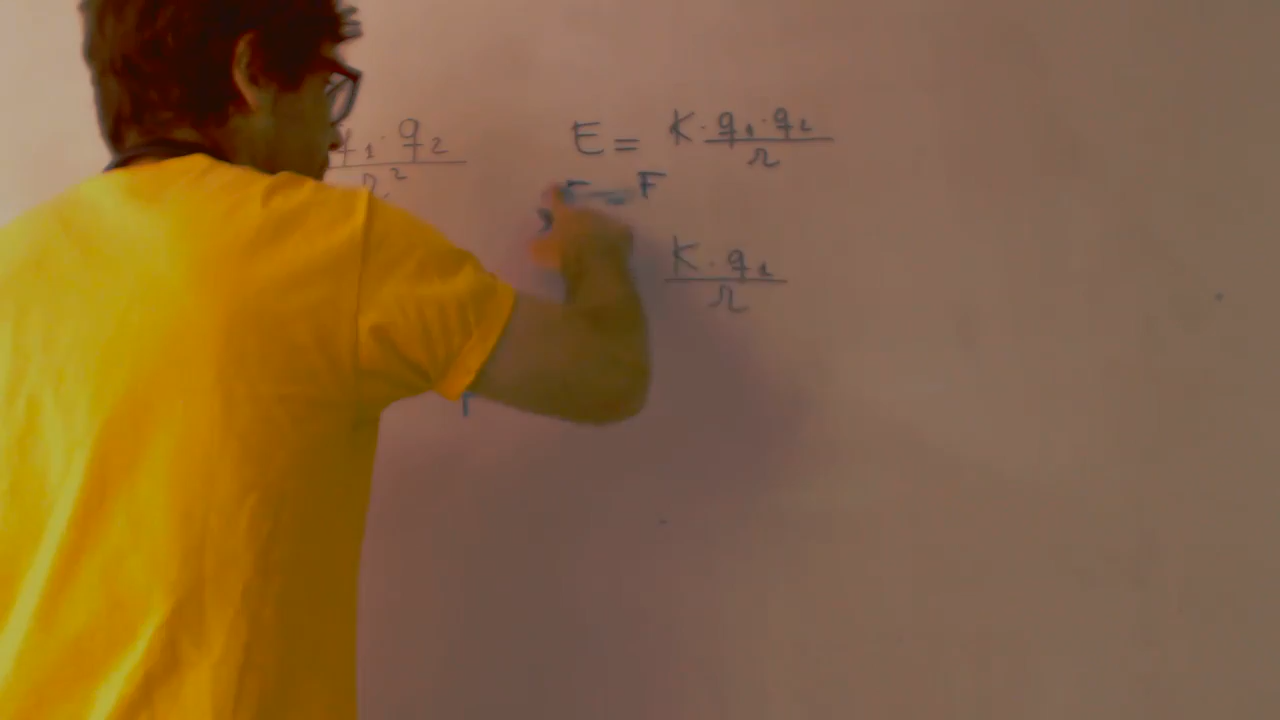 q₁ · q₂ / r²
E = K · q₁ · q₂ / r
F
K · q₁ / r